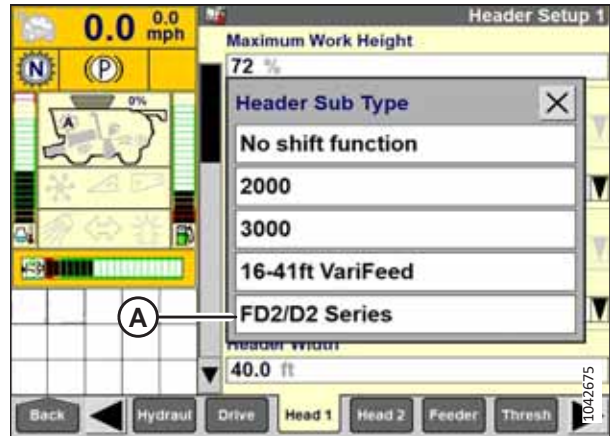 0.0 0.0 mph
N (P)
0%
A
Header Setup 1
Maximum Work Height
72 %
Header Sub Type
No shift function
2000
3000
16-41ft VariFeed
FD2/D2 Series
A
Header Width
40.0 ft
Back Hydraul Drive Head 1 Head 2 Feeder Thresh
1042675